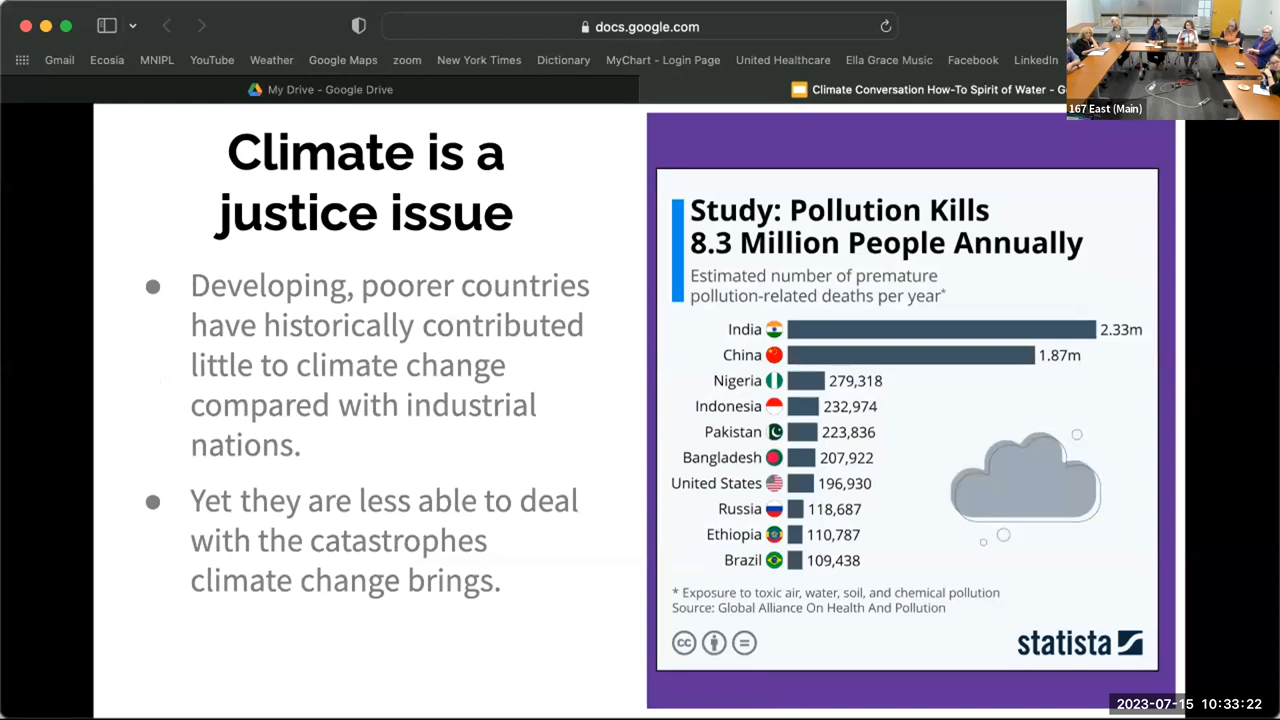 docs.google.com
Gmail Ecosia MNIPL YouTube Weather Google Maps zoom New York Times Dictionary MyChart - Login Page United Healthcare Ella Grace Music Facebook LinkedIn
My Drive - Google Drive
Climate Conversation How-To Spirit of Water - G
167 East (Main)
Climate is a
justice issue
● Developing, poorer countries
have historically contributed
little to climate change
compared with industrial
nations.
● Yet they are less able to deal
with the catastrophes
climate change brings.
Study: Pollution Kills
8.3 Million People Annually
Estimated number of premature
pollution-related deaths per year*
India 2.33m
China 1.87m
Nigeria 279,318
Indonesia 232,974
Pakistan 223,836
Bangladesh 207,922
United States 196,930
Russia 118,687
Ethiopia 110,787
Brazil 109,438
* Exposure to toxic air, water, soil, and chemical pollution
Source: Global Alliance On Health And Pollution
cc
statista
2023-07-15 10:33:22